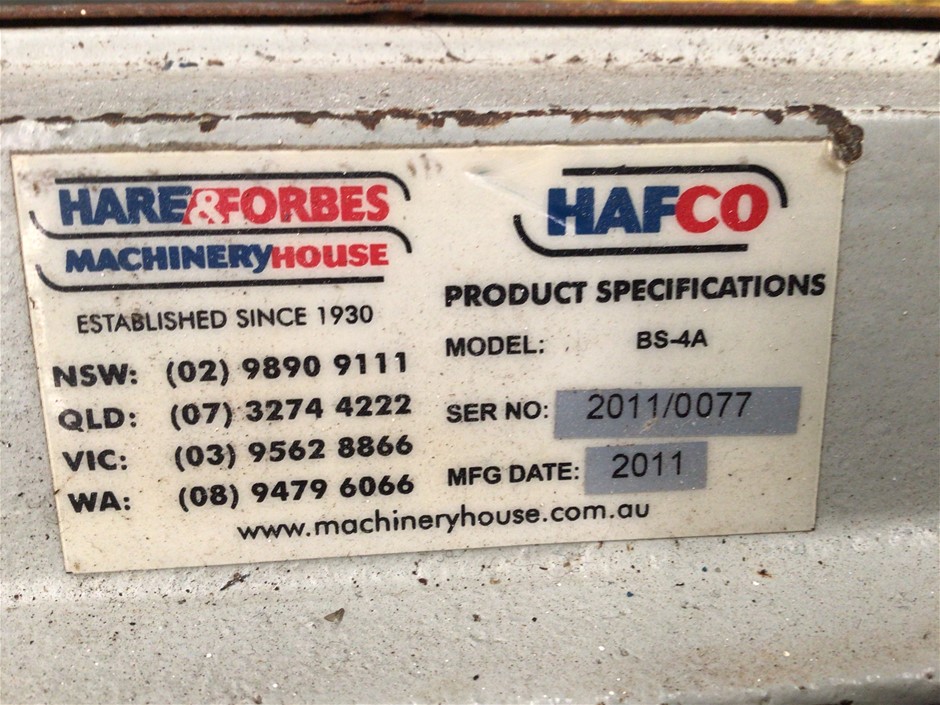 HARE&FORBES
MACHINERYHOUSE
ESTABLISHED SINCE 1930
NSW: (02) 9890 9111
QLD: (07) 3274 4222
VIC: (03) 9562 8866
WA: (08) 9479 6066
HAFCO
PRODUCT SPECIFICATIONS
MODEL: BS-4A
SER NO: 2011/0077
MFG DATE: 2011
www.machineryhouse.com.au